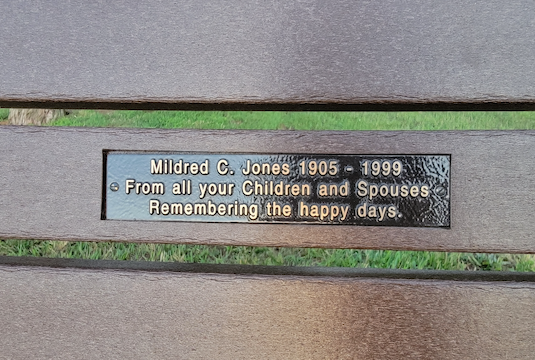 Mildred C. Jones 1905 - 1999
From all your Children and Spouses
Remembering the happy days.